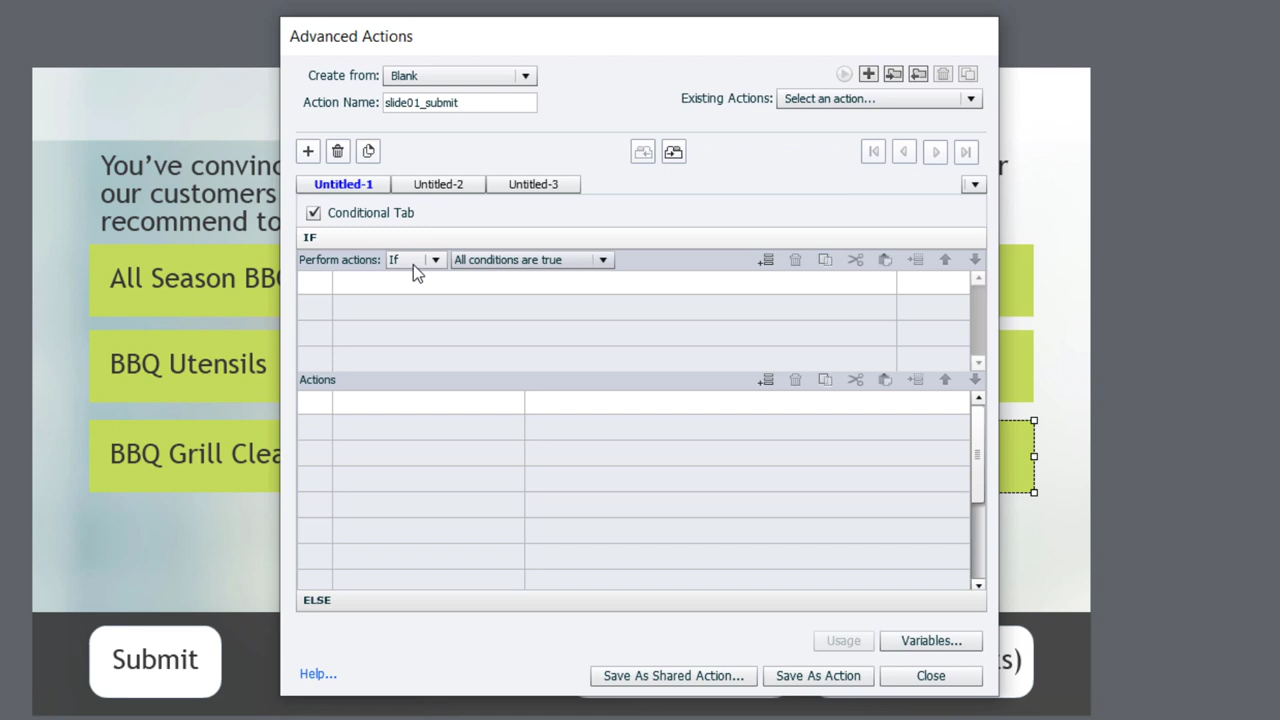 Advanced Actions
Create from: Blank
Action Name: slide01_submit
Existing Actions: Select an action...
Untitled-1 Untitled-2 Untitled-3
Conditional Tab
IF
Perform actions: If All conditions are true
Actions
ELSE
Usage Variables...
Help... Save As Shared Action... Save As Action Close
You've convinc
our customers
recommend to
All Season BB
BBQ Utensils
BBQ Grill Clea
Submit
s)